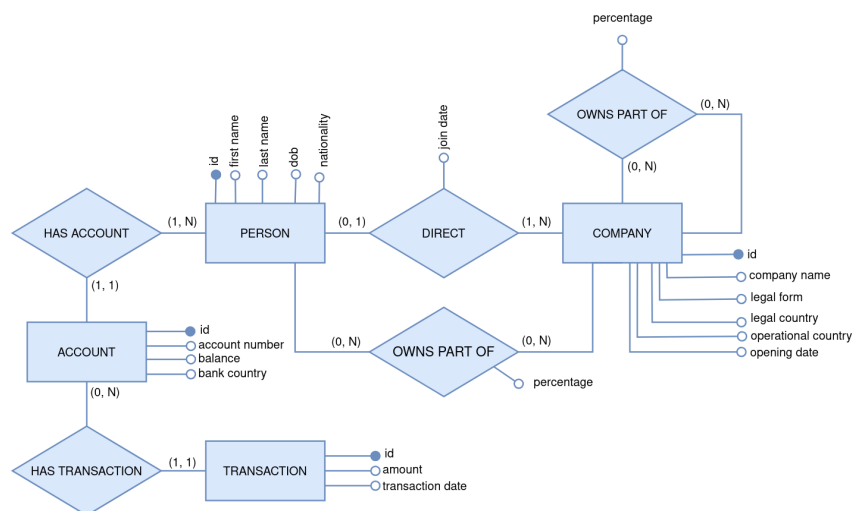 percentage
OWNS PART OF
(0, N)
(0, N)
id
first name
last name
dob
nationality
join date
HAS ACCOUNT
(1, N)
PERSON
(0, 1)
DIRECT
(1, N)
COMPANY
id
company name
legal form
legal country
operational country
opening date
(1, 1)
ACCOUNT
id
account number
balance
bank country
(0, N)
OWNS PART OF
(0, N)
percentage
(0, N)
HAS TRANSACTION
(1, 1)
TRANSACTION
id
amount
transaction date